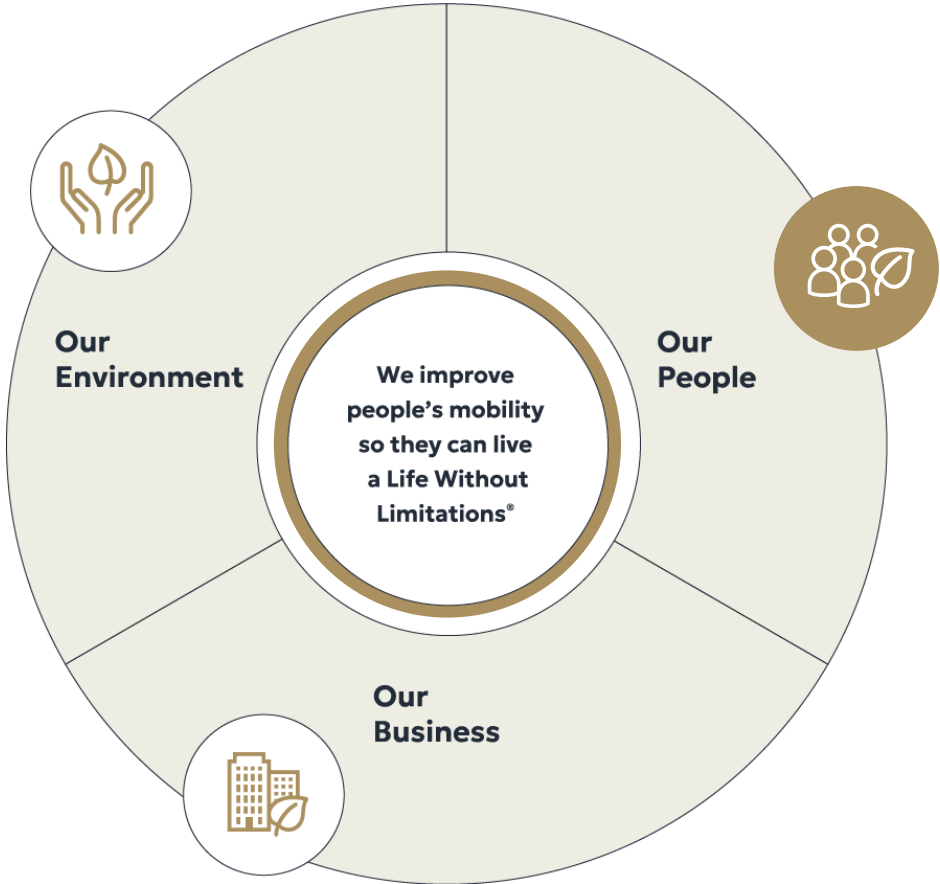 Our
Environment
We improve
people’s mobility
so they can live
a Life Without
Limitations®
Our
People
Our
Business